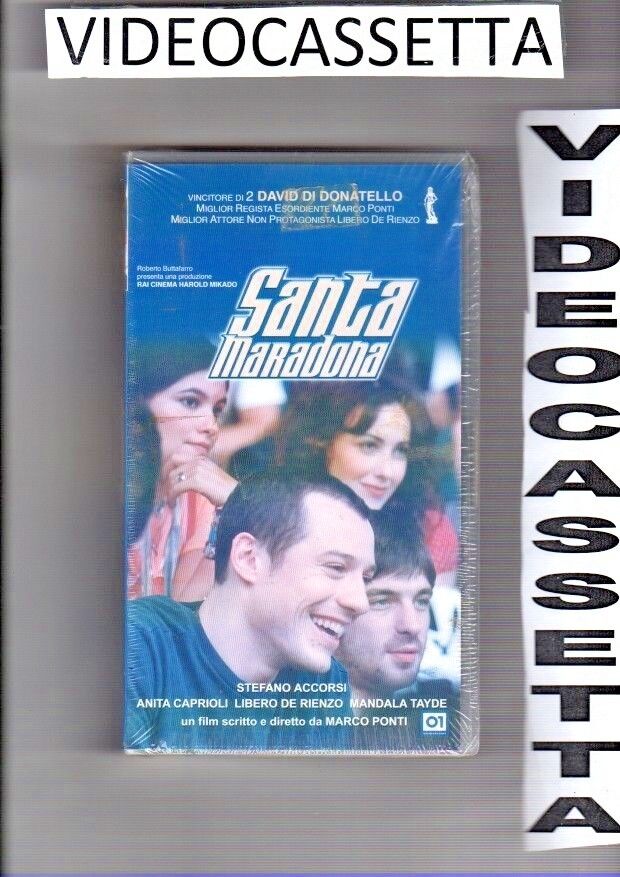 VIDEOCASSETTA
VINCITORE DI 2 DAVID DI DONATELLO
MIGLIOR REGISTA ESORDIENTE MARCO PONTI
MIGLIOR ATTORE NON PROTAGONISTA LIBERO DE RIENZO
Roberto Buttafarro
presenta una produzione
RAI CINEMA HAROLD MIKADO
Santa
MARADONA
STEFANO ACCORSI
ANITA CAPRIOLI LIBERO DE RIENZO MANDALA TAYDE
un film scritto e diretto da MARCO PONTI
01
VIDEOCASSETTA